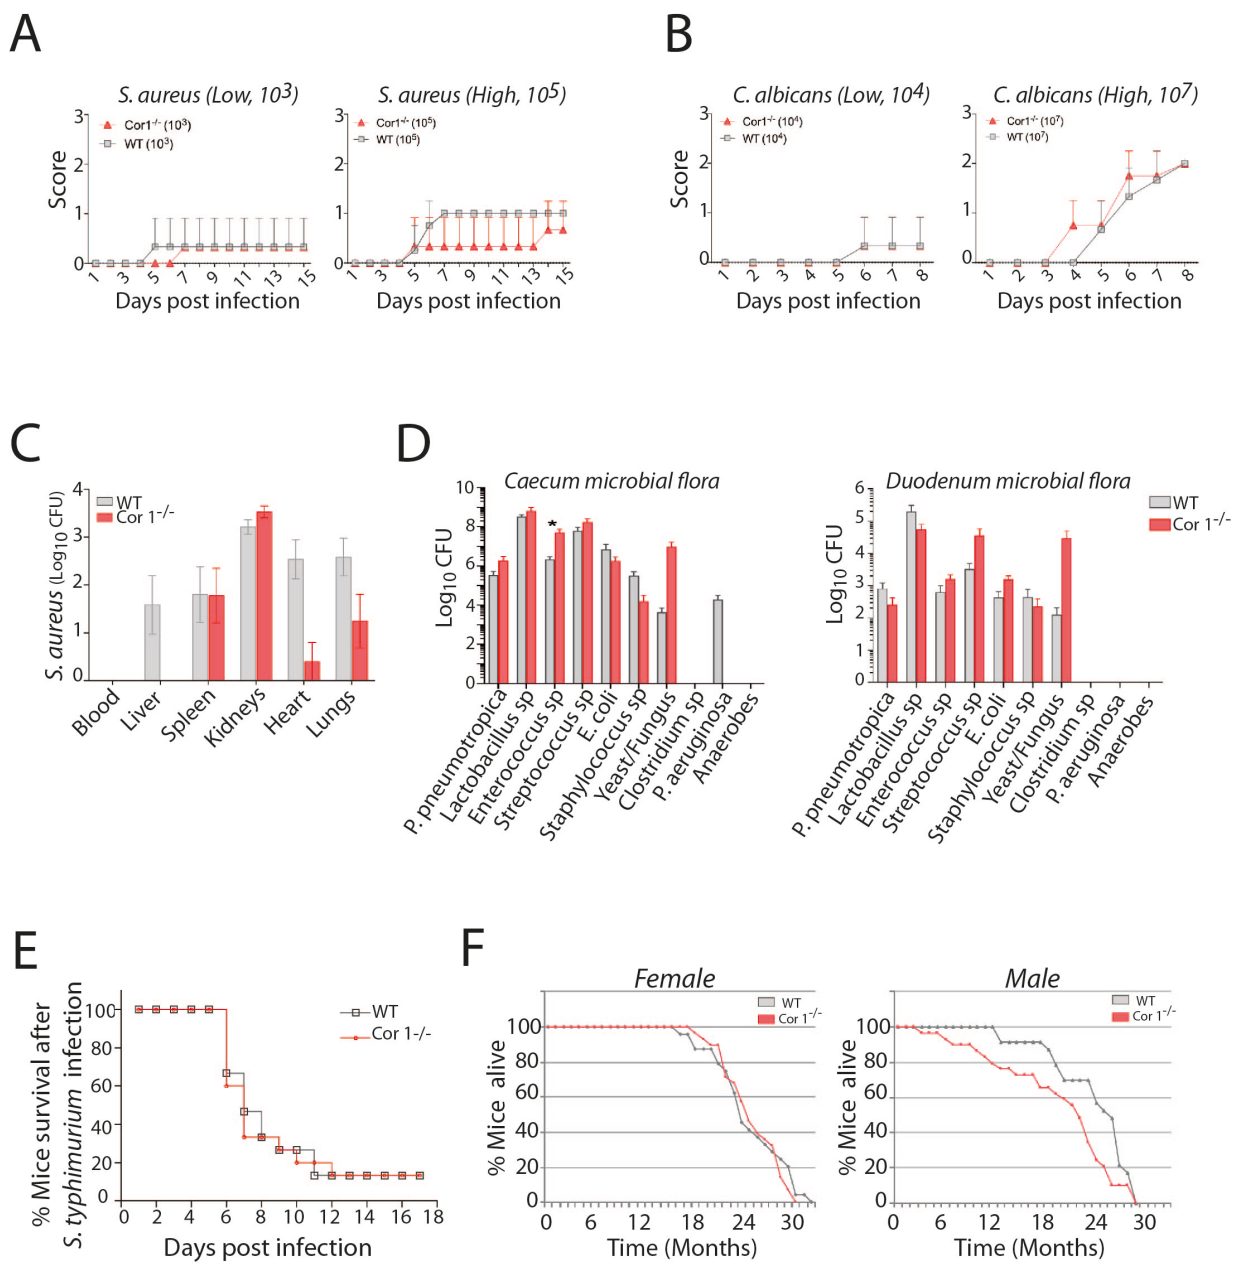 A
B
S. aureus (Low, 10³)
S. aureus (High, 10⁵)
C. albicans (Low, 10⁴)
C. albicans (High, 10⁷)
Cor1⁻/⁻ (10³)
WT (10³)
Cor1⁻/⁻ (10⁵)
WT (10⁵)
Cor1⁻/⁻ (10⁴)
WT (10⁴)
Cor1⁻/⁻ (10⁷)
WT (10⁷)
Score
3
2
1
0
3
2
1
0
Score
3
2
1
0
3
2
1
0
1 3 5 7 9 11 13 15
1 3 5 7 9 11 13 15
1 2 3 4 5 6 7 8
1 2 3 4 5 6 7 8
Days post infection
Days post infection
Days post infection
Days post infection
C
S. aureus (Log₁₀ CFU)
4
3
2
1
0
WT
Cor 1⁻/⁻
Blood
Liver
Spleen
Kidneys
Heart
Lungs
D
Caecum microbial flora
Log₁₀ CFU
10
8
6
4
2
0
*
P. pneumotropica
Lactobacillus sp
Enterococcus sp
Streptococcus sp
E. coli
Staphylococcus sp
Yeast/Fungus
Clostridium sp
P. aeruginosa
Anaerobes
Duodenum microbial flora
Log₁₀ CFU
6
5
4
3
2
1
0
WT
Cor 1⁻/⁻
P. pneumotropica
Lactobacillus sp
Enterococcus sp
Streptococcus sp
E. coli
Staphylococcus sp
Yeast/Fungus
Clostridium sp
P. aeruginosa
Anaerobes
E
% Mice survival after
S. typhimurium infection
100
80
60
40
20
0
WT
Cor 1-/-
0 2 4 6 8 10 12 14 16 18
Days post infection
F
Female
% Mice alive
100
80
60
40
20
0
WT
Cor 1⁻/⁻
0 6 12 18 24 30
Time (Months)
Male
% Mice alive
100
80
60
40
20
0
WT
Cor 1⁻/⁻
0 6 12 18 24 30
Time (Months)